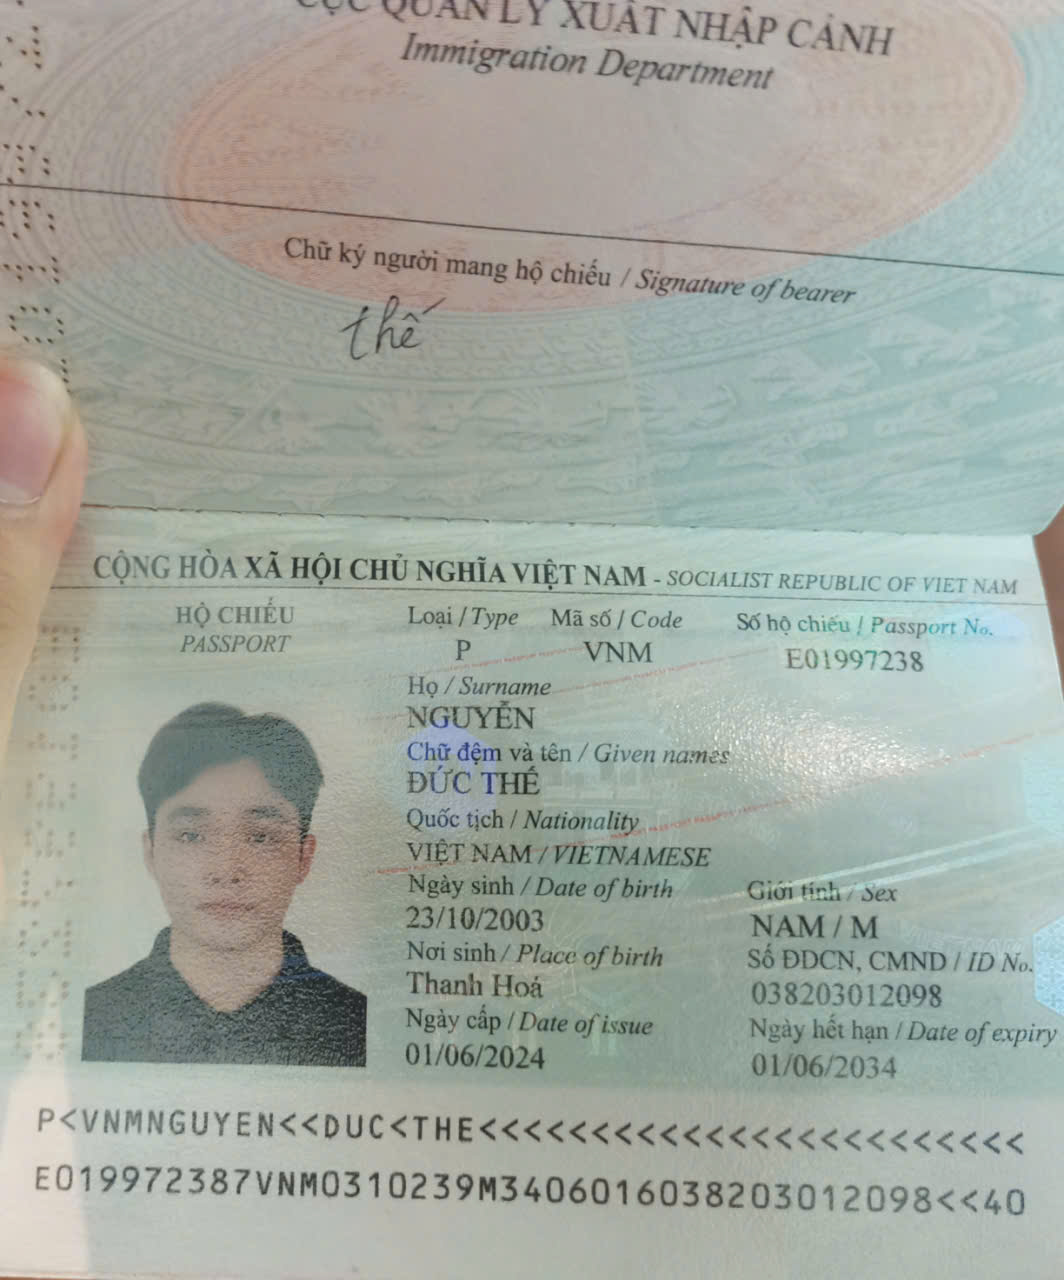 CỤC QUẢN LÝ XUẤT NHẬP CẢNH
Immigration Department
Chữ ký người mang hộ chiếu / Signature of bearer
thế
CỘNG HÒA XÃ HỘI CHỦ NGHĨA VIỆT NAM - SOCIALIST REPUBLIC OF VIET NAM
HỘ CHIẾU
PASSPORT
Loại / Type Mã số / Code Số hộ chiếu / Passport No.
P VNM E01997238
Họ / Surname
NGUYỄN
Chữ đệm và tên / Given names
ĐỨC THẾ
Quốc tịch / Nationality
VIỆT NAM / VIETNAMESE
Ngày sinh / Date of birth Giới tính / Sex
23/10/2003 NAM / M
Nơi sinh / Place of birth Số ĐDCN, CMND / ID No.
Thanh Hoá 038203012098
Ngày cấp / Date of issue Ngày hết hạn / Date of expiry
01/06/2024 01/06/2034
P<VNMNGUYEN<<DUC<THE<<<<<<<<<<<<<<<<<<<<<<<<
E019972387VNM0310239M3406016038203012098<<40